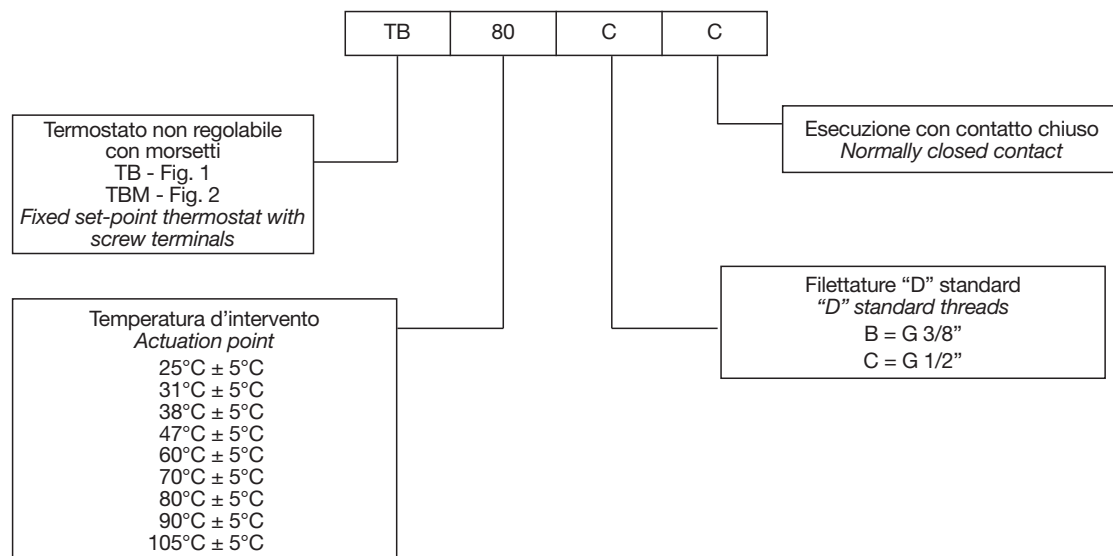 TB 80 C C
Termostato non regolabile
con morsetti
TB - Fig. 1
TBM - Fig. 2
Fixed set-point thermostat with
screw terminals
Esecuzione con contatto chiuso
Normally closed contact
Temperatura d’intervento
Actuation point
25°C ± 5°C
31°C ± 5°C
38°C ± 5°C
47°C ± 5°C
60°C ± 5°C
70°C ± 5°C
80°C ± 5°C
90°C ± 5°C
105°C ± 5°C
Filettature “D” standard
“D” standard threads
B = G 3/8”
C = G 1/2”